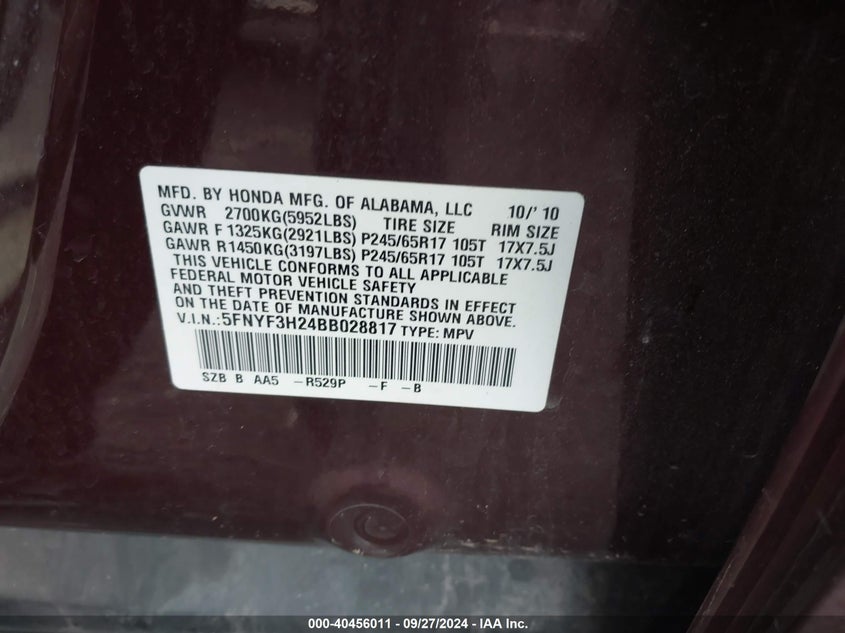 MFD. BY HONDA MFG. OF ALABAMA, LLC 10/'10
GVWR 2700KG(5952LBS) TIRE SIZE RIM SIZE
GAWR F 1325KG(2921LBS) P245/65R17 105T 17X7.5J
GAWR R1450KG(3197LBS) P245/65R17 105T 17X7.5J
THIS VEHICLE CONFORMS TO ALL APPLICABLE
FEDERAL MOTOR VEHICLE SAFETY
AND THEFT PREVENTION STANDARDS IN EFFECT
ON THE DATE OF MANUFACTURE SHOWN ABOVE.
V.I.N.:5FNYF3H24BB028817 TYPE: MPV
SZB B AA5 -R529P -F -B
000-40456011 - 09/27/2024 - IAA Inc.